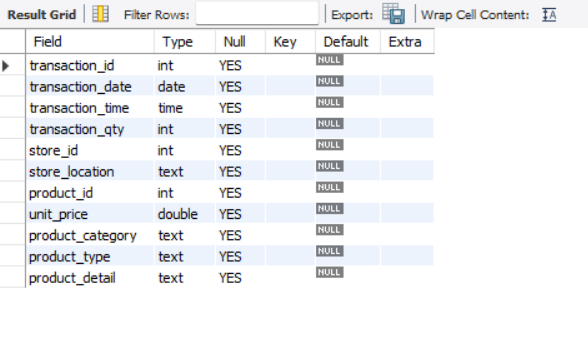 Result Grid Filter Rows: Export: Wrap Cell Content: IA
Field Type Null Key Default Extra
transaction_id int YES NULL
transaction_date date YES NULL
transaction_time time YES NULL
transaction_qty int YES NULL
store_id int YES NULL
store_location text YES NULL
product_id int YES NULL
unit_price double YES NULL
product_category text YES NULL
product_type text YES NULL
product_detail text YES NULL